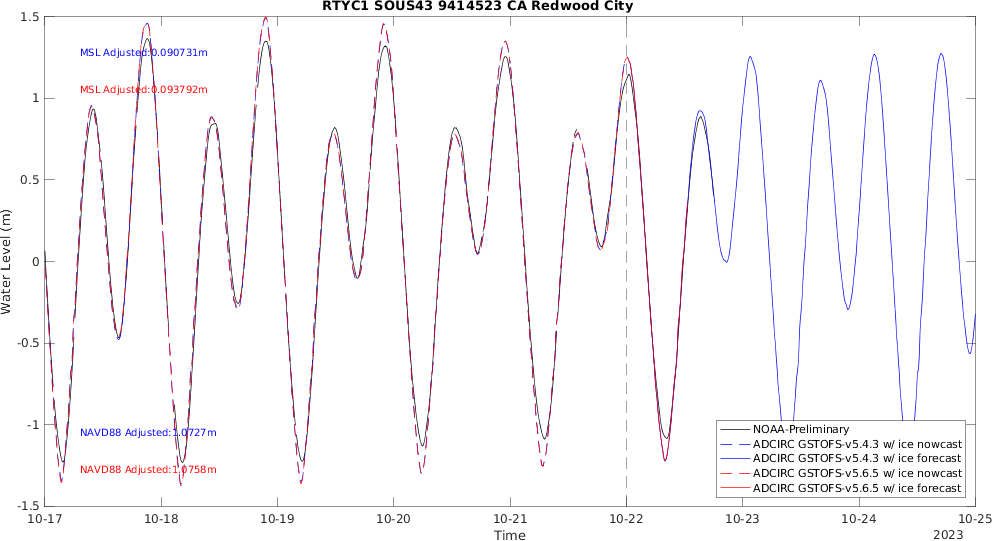 RTYC1 SOUS43 9414523 CA Redwood City
1.5
1
0.5
0
-0.5
-1
-1.5
Water Level (m)
MSL Adjusted:0.090731m
MSL Adjusted:0.093792m
NAVD88 Adjusted:1.0727m
NAVD88 Adjusted:1.0758m
NOAA-Preliminary
ADCIRC GSTOFS-v5.4.3 w/ ice nowcast
ADCIRC GSTOFS-v5.4.3 w/ ice forecast
ADCIRC GSTOFS-v5.6.5 w/ ice nowcast
ADCIRC GSTOFS-v5.6.5 w/ ice forecast
10-17 10-18 10-19 10-20 10-21 10-22 10-23 10-24 10-25
Time
2023